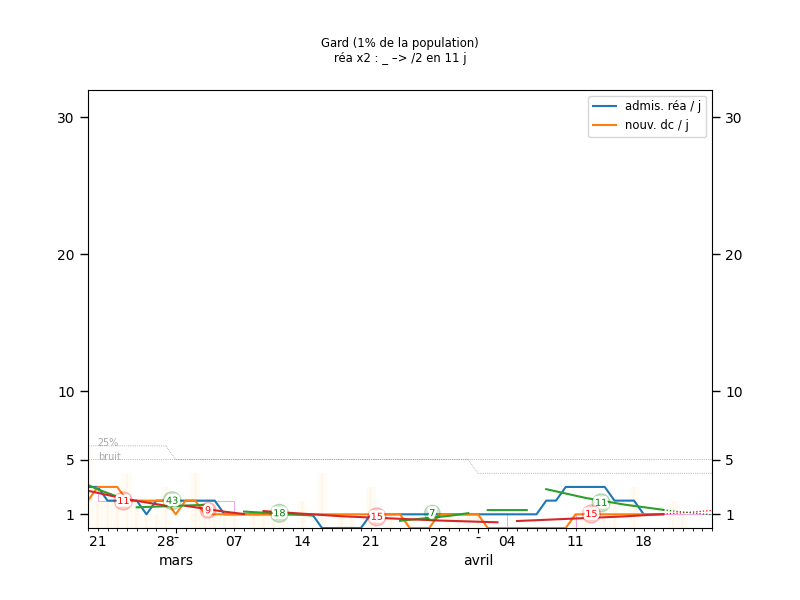 Gard (1% de la population)
réa x2 : _ –> /2 en 11 j
admis. réa / j
nouv. dc / j
30 30
20 20
10 10
25%
bruit
5 5
11 43 9 18 15 7 15 11
1 1
21 28 - 07 14 21 28 - 04 11 18
mars avril